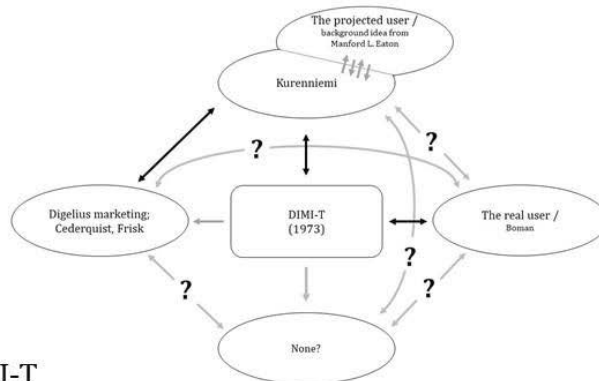 The projected user /
background idea from
Manford L. Eaton
Kurenniemi
?
?
Digelius marketing;
Cederquist, Frisk
DIMI-T
(1973)
The real user /
Boman
?
?
?
None?
I-T